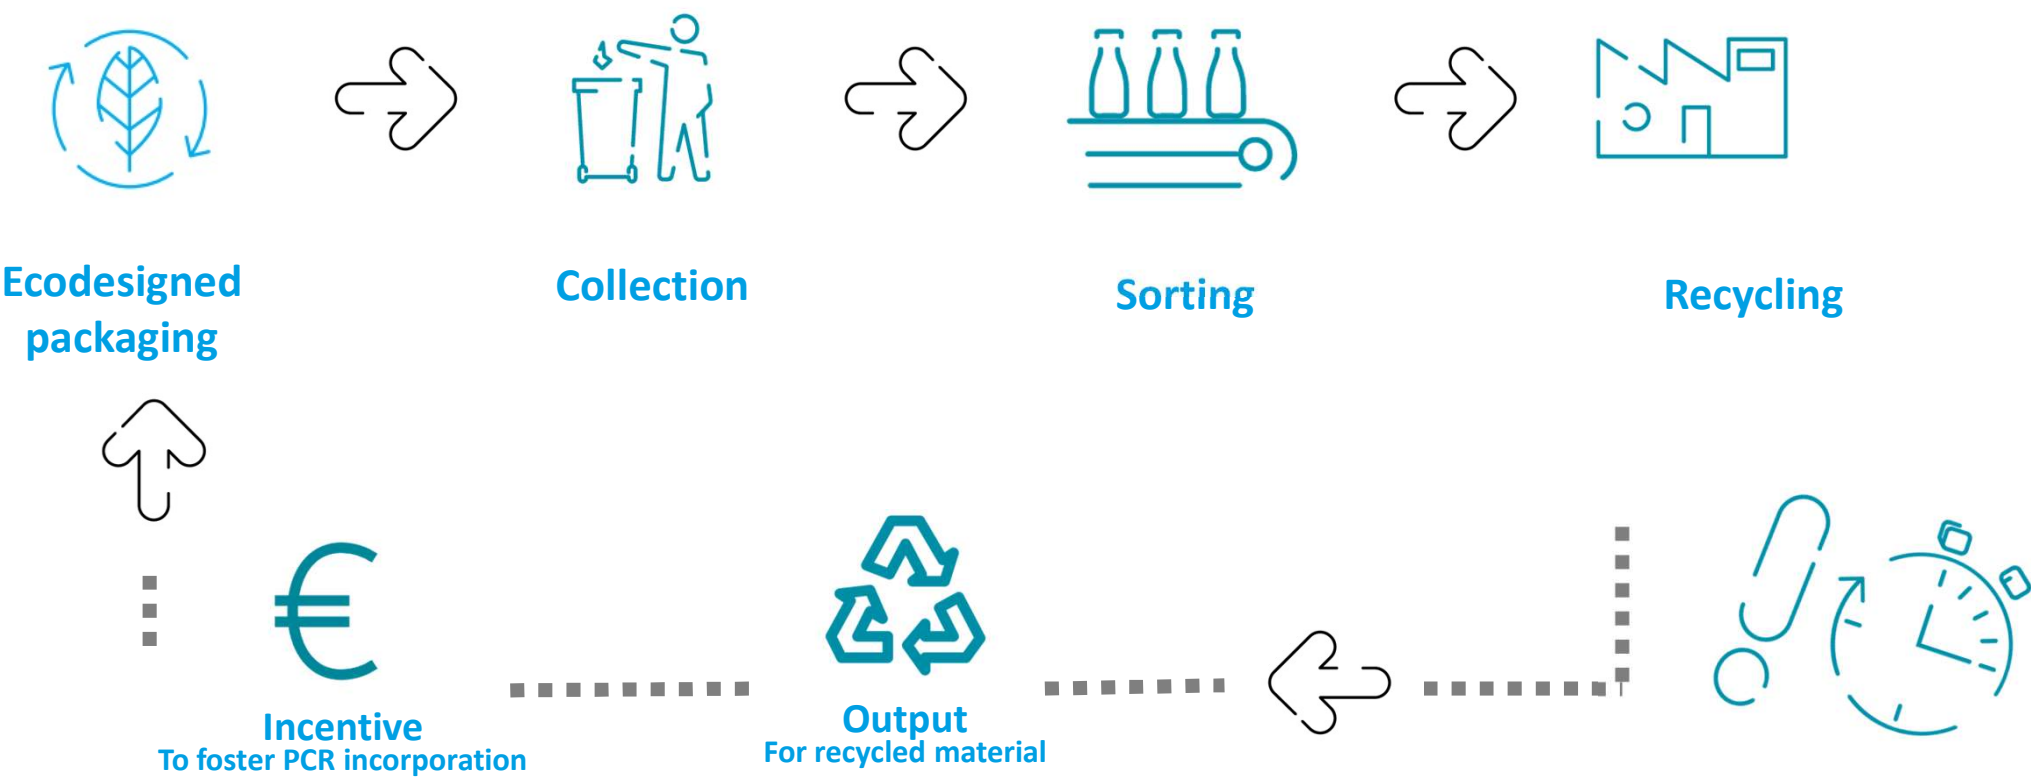 Ecodesigned
packaging
Collection
Sorting
Recycling
€
Incentive
To foster PCR incorporation
Output
For recycled material